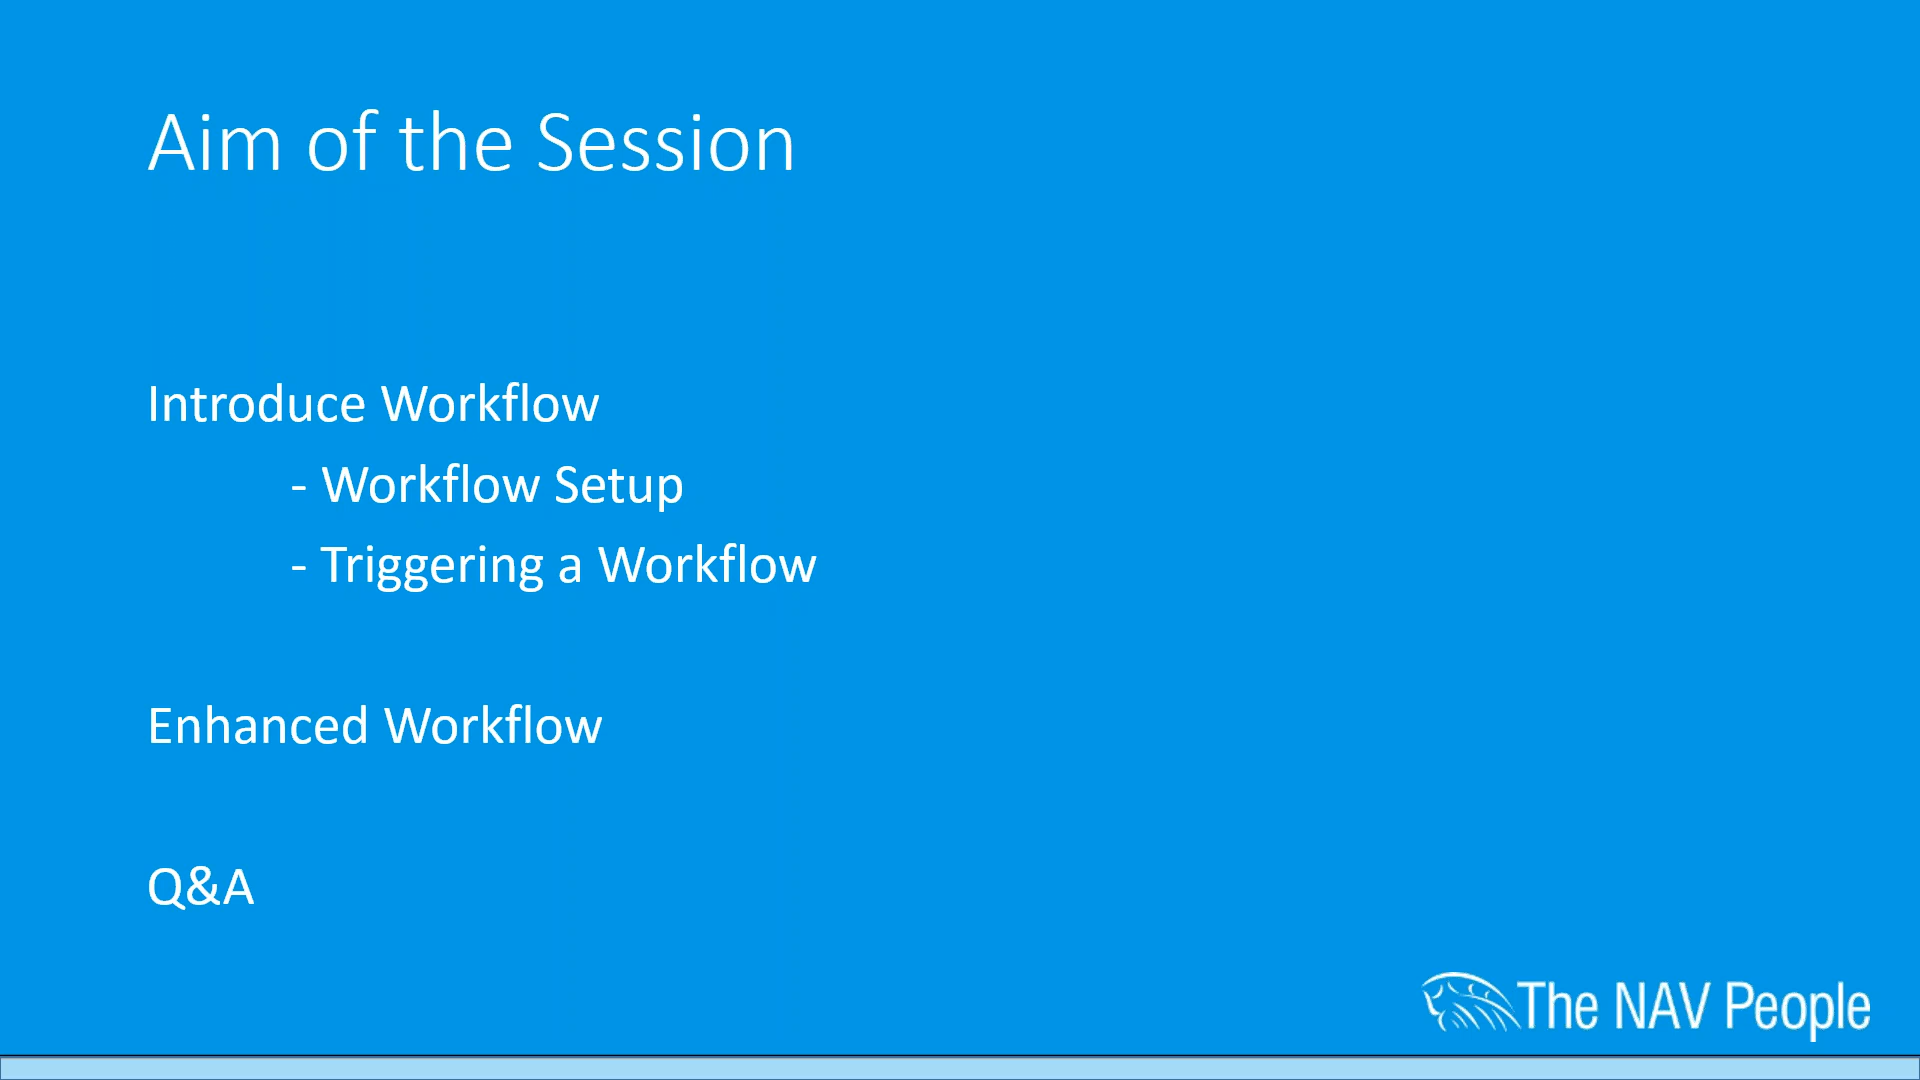 Aim of the Session
Introduce Workflow
- Workflow Setup
- Triggering a Workflow
Enhanced Workflow
Q&A
The NAV People